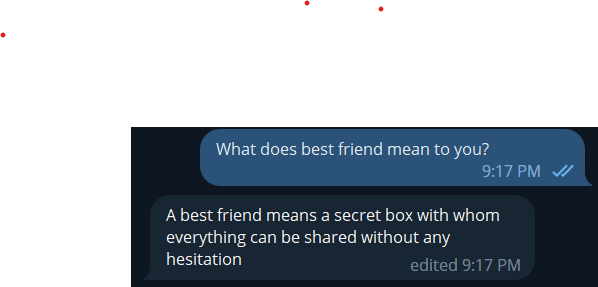 What does best friend mean to you?
9:17 PM
A best friend means a secret box with whom
everything can be shared without any
hesitation
edited 9:17 PM